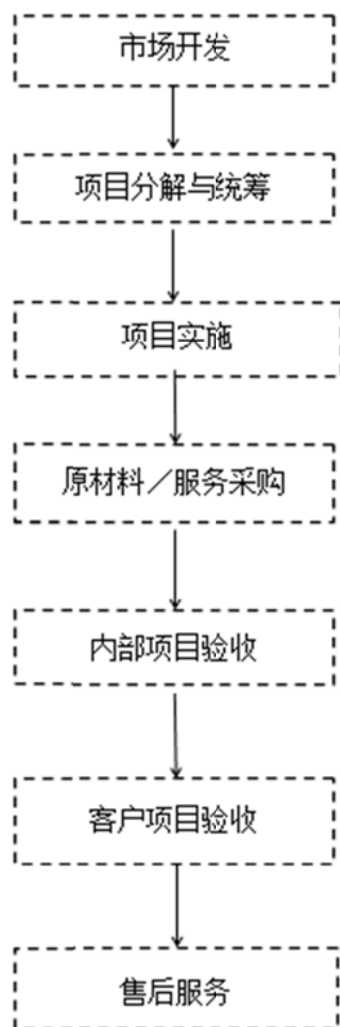 市场开发
项目分解与统筹
项目实施
原材料／服务采购
内部项目验收
客户项目验收
售后服务